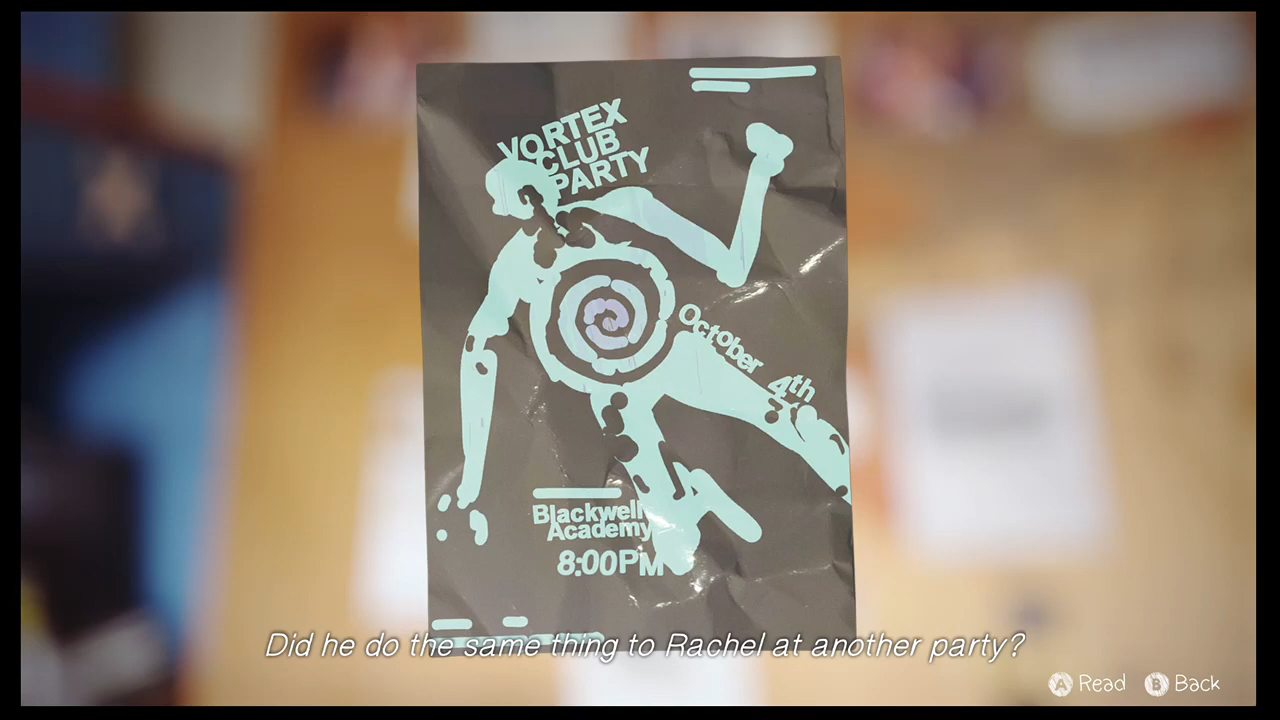 VORTEX
CLUB
PARTY
October 4th
Blackwell
Academy
8:00PM
Did he do the same thing to Rachel at another party?
A Read B Back